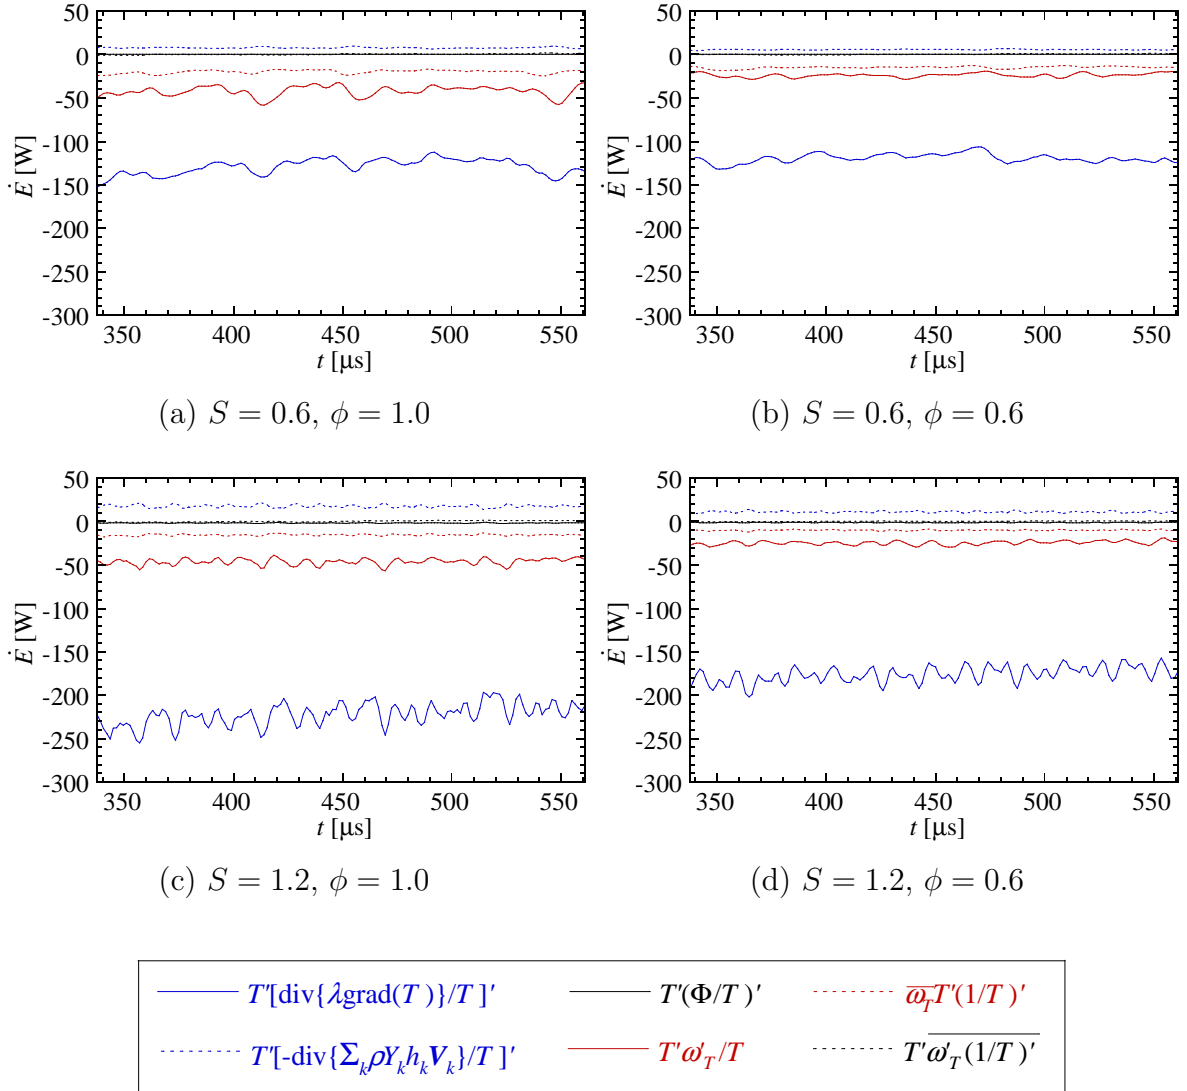 50
0
-50
-100
-150
-200
-250
-300
Ė [W]
350 400 450 500 550
t [μs]
(a) S = 0.6, ϕ = 1.0
50
0
-50
-100
-150
-200
-250
-300
Ė [W]
350 400 450 500 550
t [μs]
(b) S = 0.6, ϕ = 0.6
50
0
-50
-100
-150
-200
-250
-300
Ė [W]
350 400 450 500 550
t [μs]
(c) S = 1.2, ϕ = 1.0
50
0
-50
-100
-150
-200
-250
-300
Ė [W]
350 400 450 500 550
t [μs]
(d) S = 1.2, ϕ = 0.6
T'[div{λgrad(T)}/T]' T'(Φ/T)' ω̅_T T'(1/T)'
T'[-div{Σ_k ρY_k h_k V_k}/T]' T'ω'_T/T T'\overline{ω'_T(1/T)'}